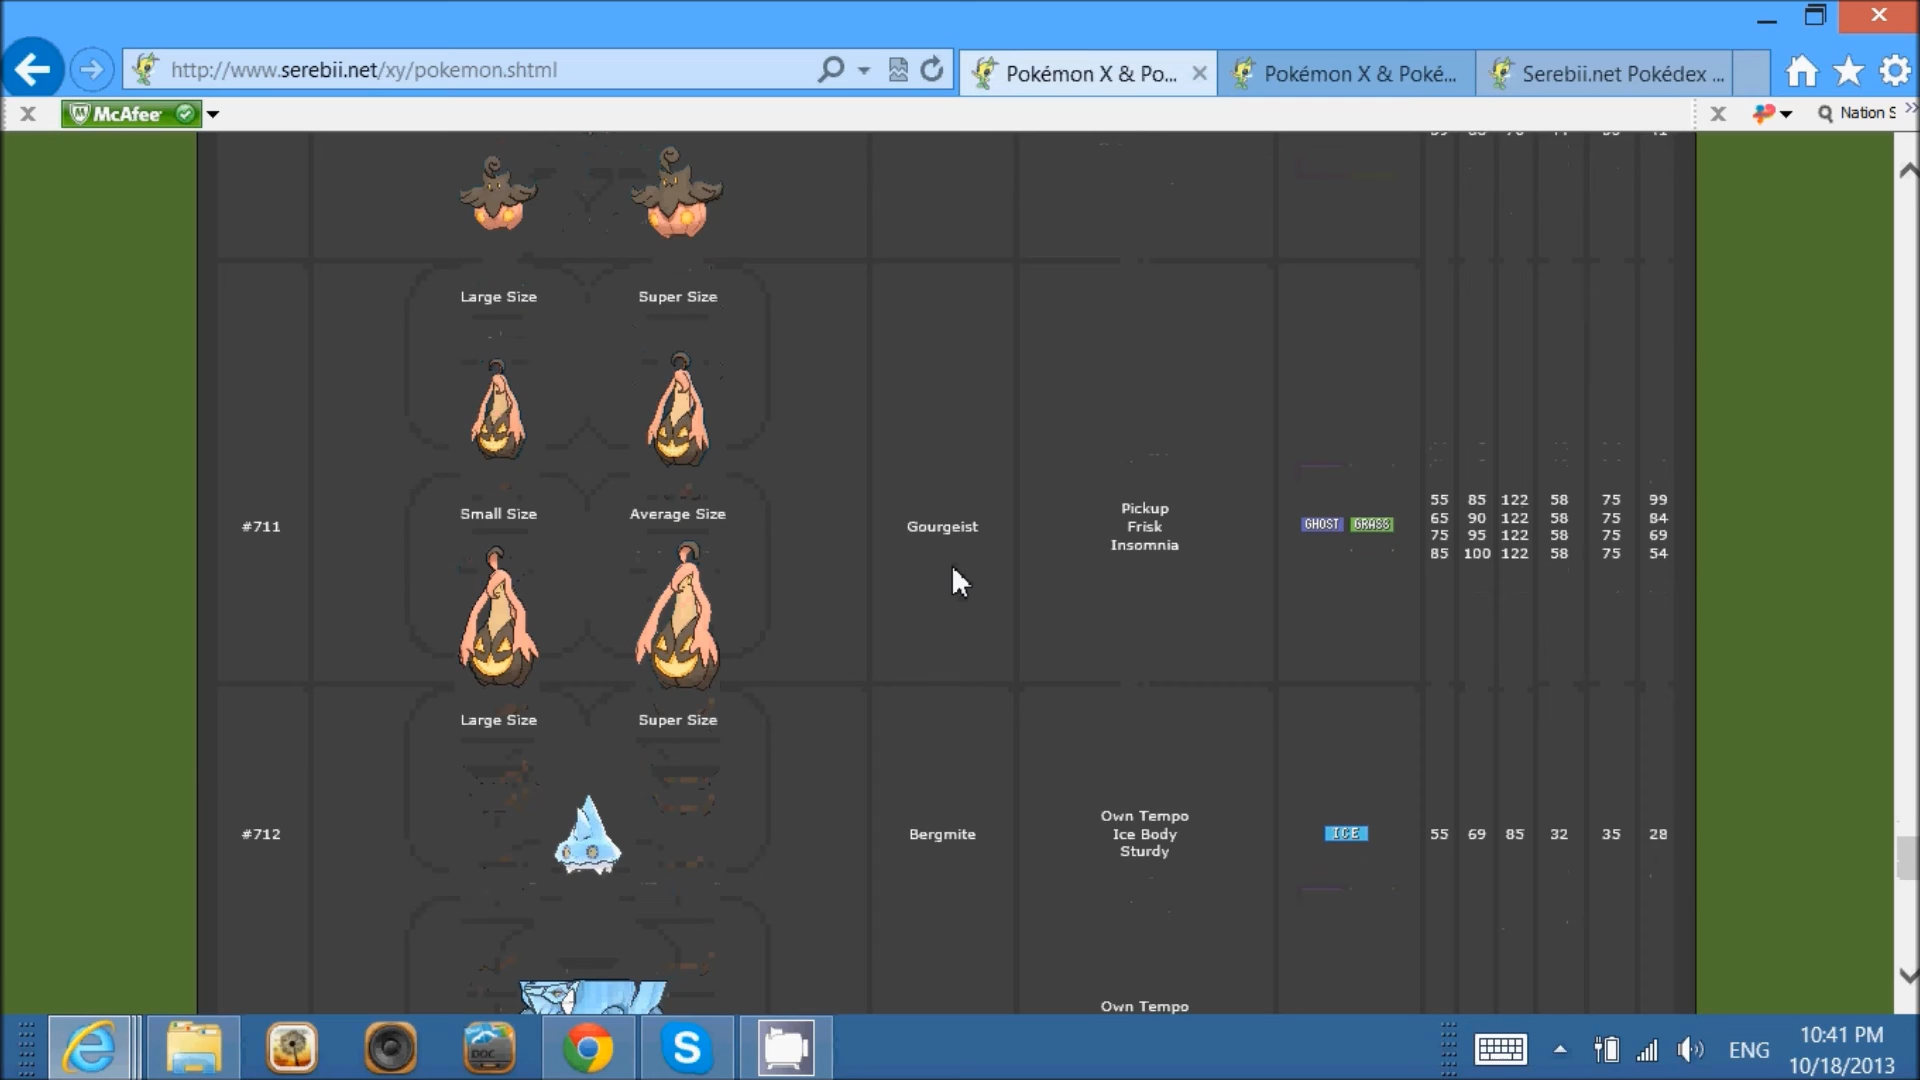 http://www.serebii.net/xy/pokemon.shtml
Pokémon X & Po...
Pokémon X & Poké...
Serebii.net Pokédex ...
McAfee
Nation S
Large Size Super Size
Small Size Average Size
#711 Gourgeist
Pickup
Frisk
Insomnia
GHOST GRASS
55 85 122 58 75 99
65 90 122 58 75 84
75 95 122 58 75 69
85 100 122 58 75 54
Large Size Super Size
#712 Bergmite
Own Tempo
Ice Body
Sturdy
ICE
55 69 85 32 35 28
Own Tempo
DOC
ENG
10:41 PM
10/18/2013